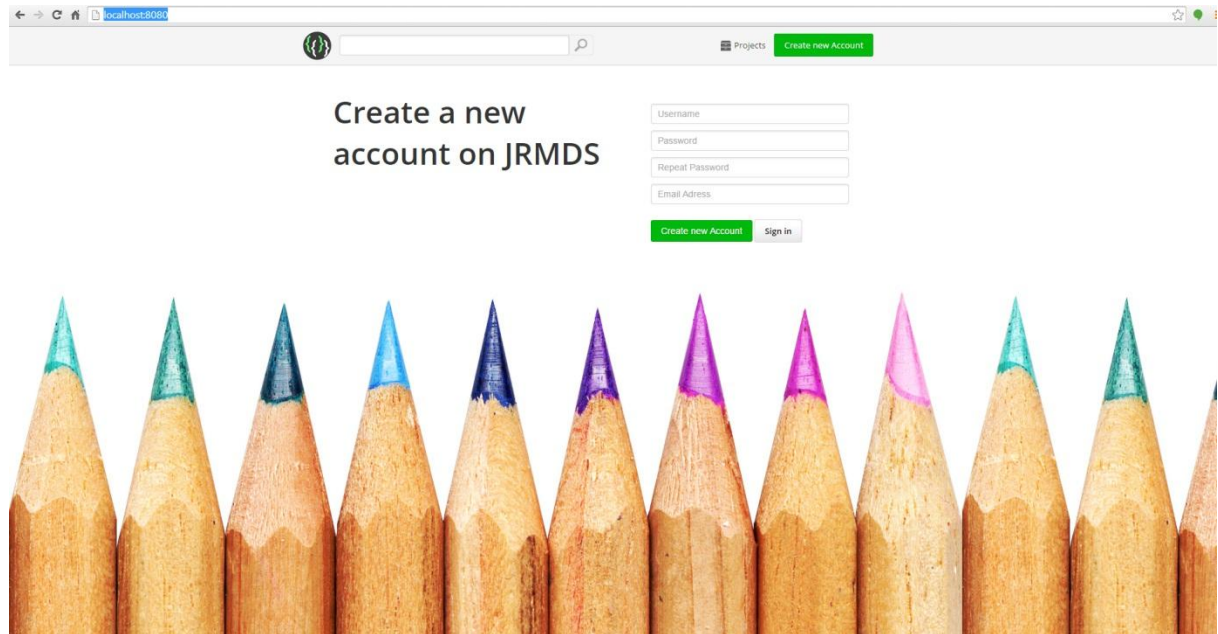 localhost:8080
Projects
Create new Account
Create a new
account on JRMDS
Username
Password
Repeat Password
Email Adress
Create new Account
Sign in